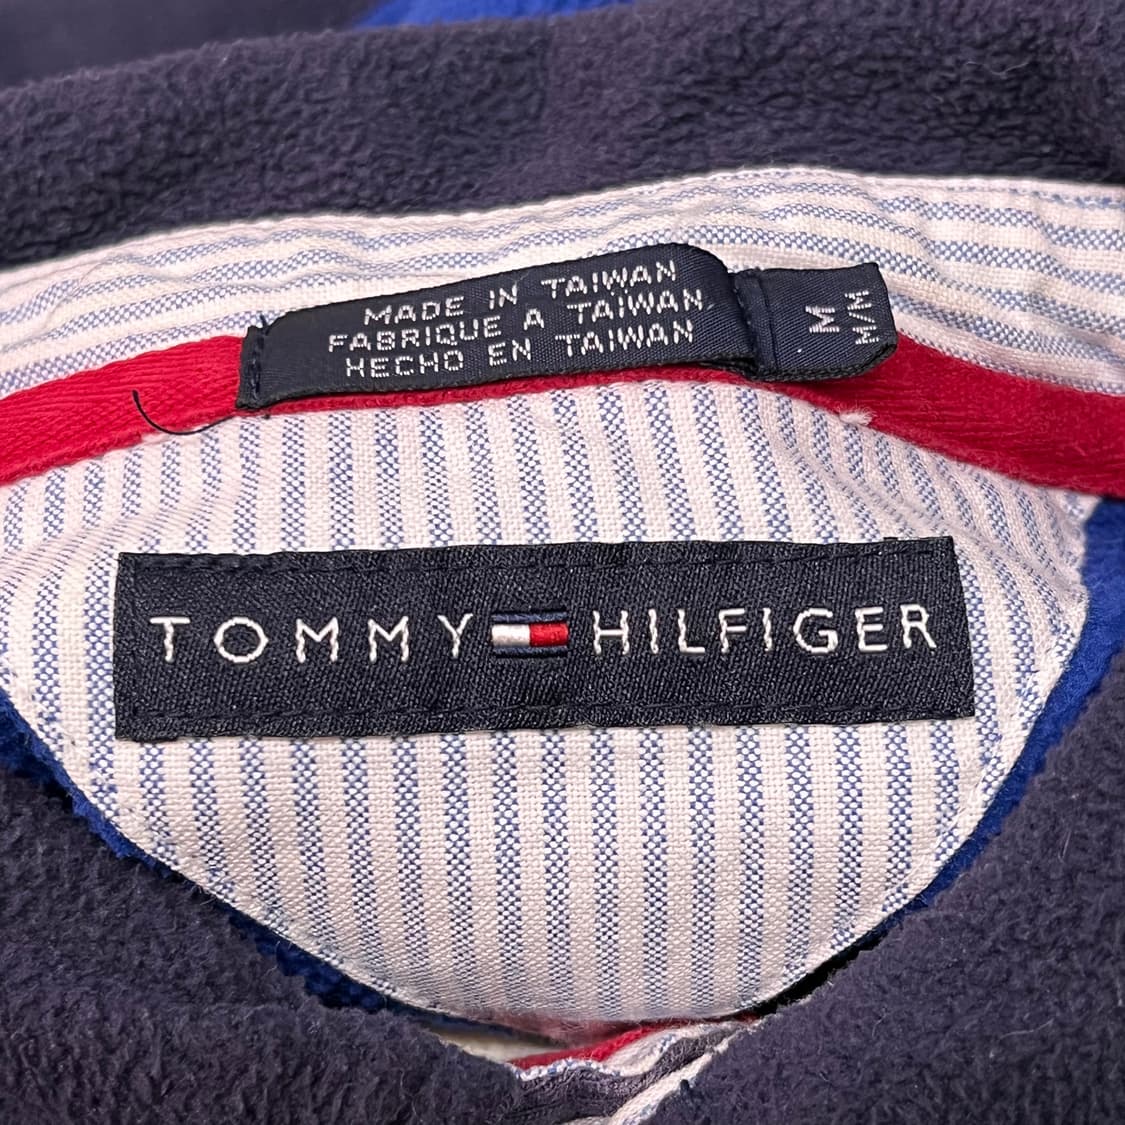 MADE IN TAIWAN
FABRIQUE A TAIWAN
HECHO EN TAIWAN
M
M/M
TOMMY HILFIGER